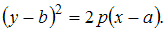 (y−b)² = 2p(x−a).